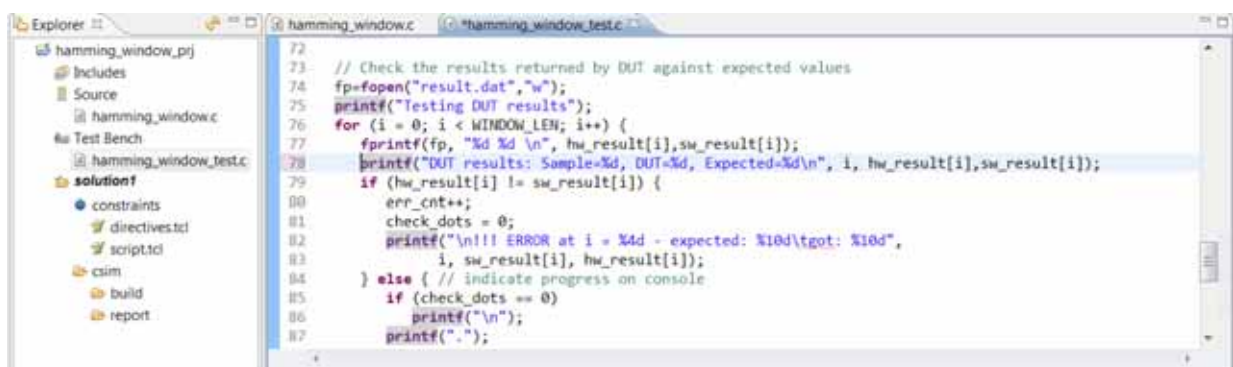 Explorer
hamming_window_prj
Includes
Source
hamming_window.c
Test Bench
hamming_window_test.c
solution1
constraints
directives.tcl
script.tcl
csim
build
report
hamming_window.c
*hamming_window_test.c
72
73 // Check the results returned by DUT against expected values
74 fp=fopen("result.dat","w");
75 printf("Testing DUT results");
76 for (i = 0; i < WINDOW_LEN; i++) {
77 fprintf(fp, "%d %d \n", hw_result[i],sw_result[i]);
78 printf("DUT results: Sample=%d, DUT=%d, Expected=%d\n", i, hw_result[i],sw_result[i]);
79 if (hw_result[i] != sw_result[i]) {
80 err_cnt++;
81 check_dots = 0;
82 printf("\n!!! ERROR at i = %4d - expected: %10d\tgot: %10d",
83 i, sw_result[i], hw_result[i]);
84 } else { // indicate progress on console
85 if (check_dots == 0)
86 printf("\n");
87 printf(".");